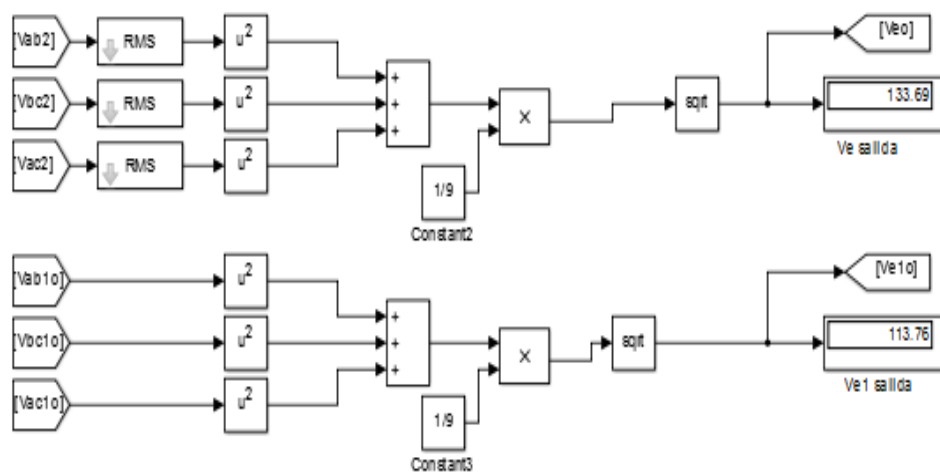 [Vab2] RMS u2 [Veo]
+
133.69
[Vbc2] RMS u2 + X sqrt
+
Ve salida
[Vac2] RMS u2
1/9
Constant2
[Vab1o] u2 [Ve1o]
+
113.76
[Vbc1o] u2 + X sqrt
+
Ve1 salida
[Vac1o] u2
1/9
Constant3